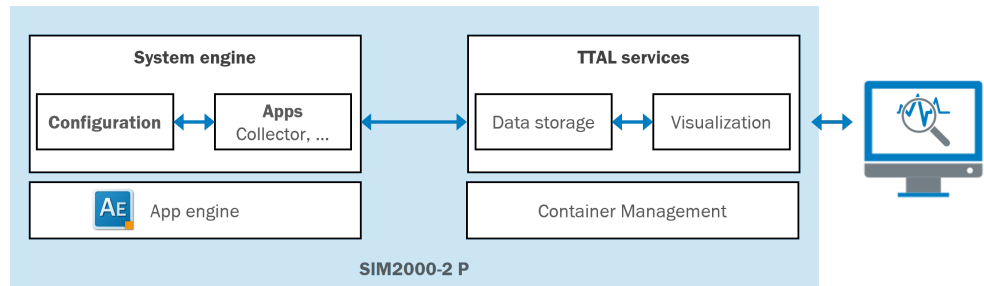 System engine
Configuration
Apps
Collector, ...
TTAL services
Data storage
Visualization
AE
App engine
Container Management
SIM2000-2 P